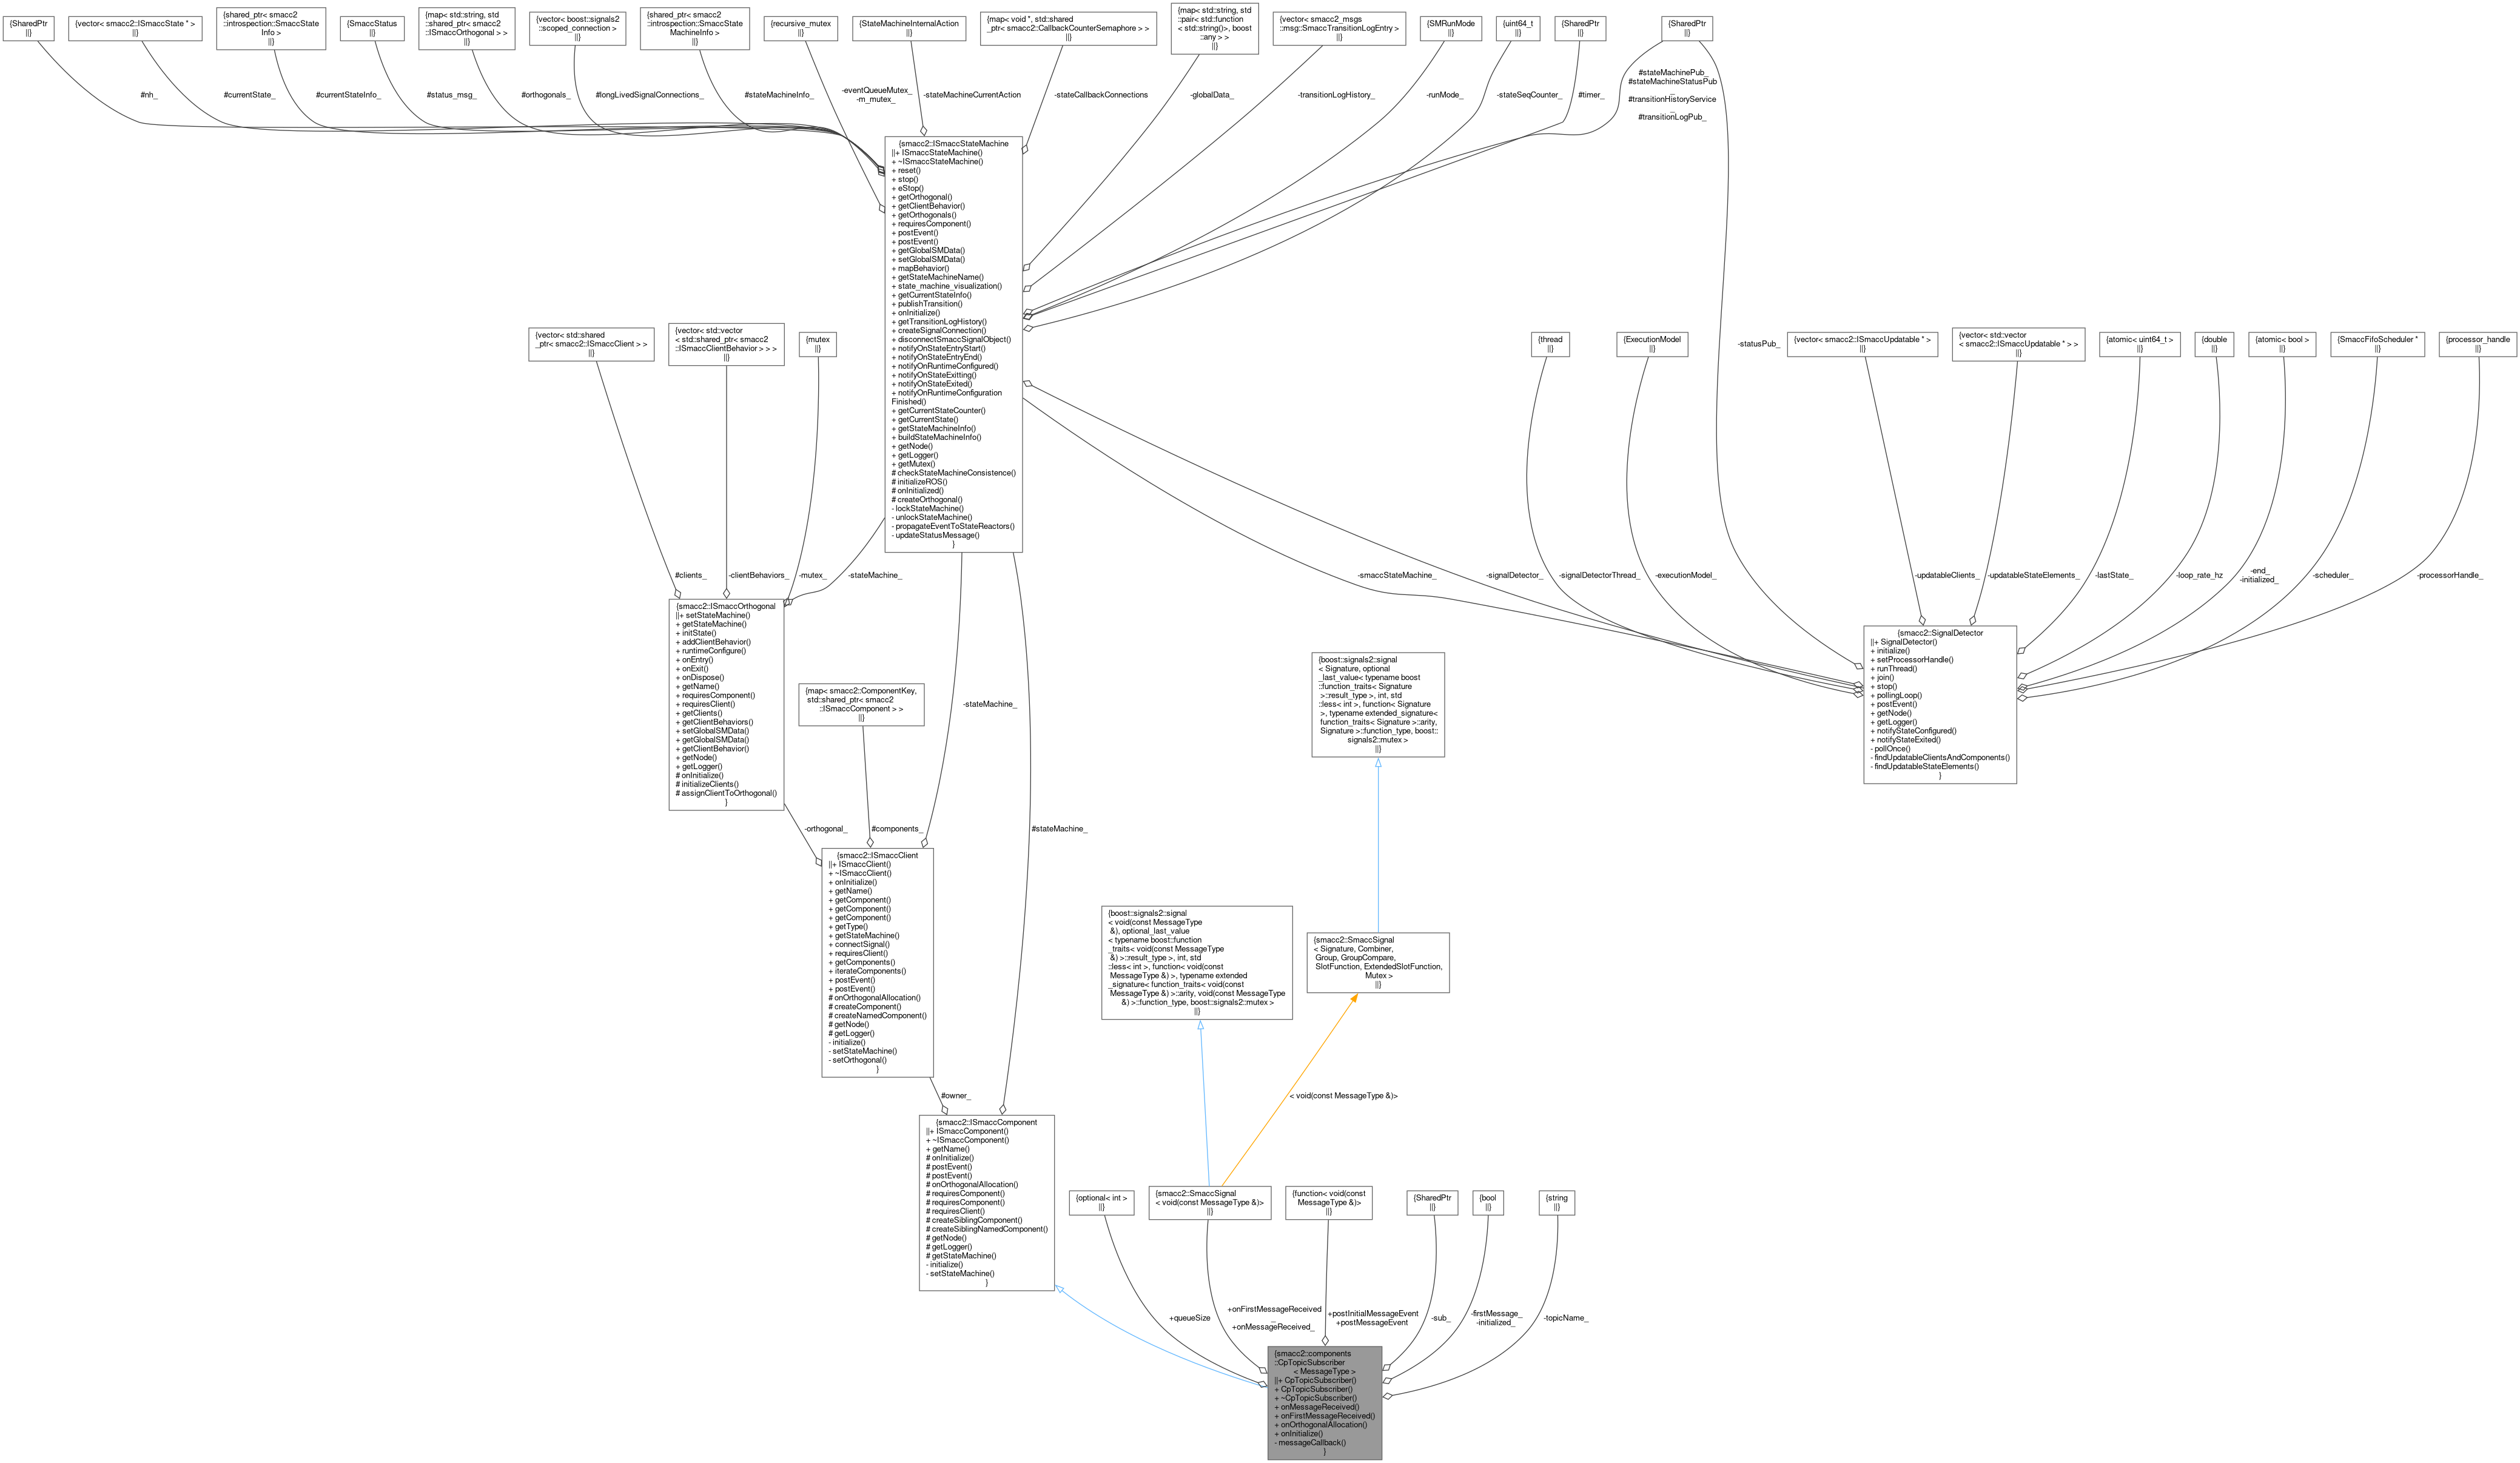 {SharedPtr
||}
{vector< smacc2::ISmaccState * >
||}
{shared_ptr< smacc2
::introspection::SmaccState
Info >
||}
{SmaccStatus
||}
{map< std::string, std
::shared_ptr< smacc2
::ISmaccOrthogonal > >
||}
{vector< boost::signals2
::scoped_connection >
||}
{shared_ptr< smacc2
::introspection::SmaccState
MachineInfo >
||}
{recursive_mutex
||}
{StateMachineInternalAction
||}
{map< void *, std::shared
_ptr< smacc2::CallbackCounterSemaphore > >
||}
{map< std::string, std
::pair< std::function
< std::string()>, boost
::any > >
||}
{vector< smacc2_msgs
::msg::SmaccTransitionLogEntry >
||}
{SMRunMode
||}
{uint64_t
||}
{SharedPtr
||}
{SharedPtr
||}
#nh_
#currentState_
#currentStateInfo_
#status_msg_
#orthogonals_
#longLivedSignalConnections_
#stateMachineInfo_
-eventQueueMutex_
-m_mutex_
-stateMachineCurrentAction
-stateCallbackConnections
-globalData_
-transitionLogHistory_
-runMode_
-stateSeqCounter_
#timer_
#stateMachinePub_
#stateMachineStatusPub
_
#transitionHistoryService
_
#transitionLogPub_
{smacc2::ISmaccStateMachine
||+ ISmaccStateMachine()
+ ~ISmaccStateMachine()
+ reset()
+ stop()
+ eStop()
+ getOrthogonal()
+ getClientBehavior()
+ getOrthogonals()
+ requiresComponent()
+ postEvent()
+ postEvent()
+ getGlobalSMData()
+ setGlobalSMData()
+ mapBehavior()
+ getStateMachineName()
+ state_machine_visualization()
+ getCurrentStateInfo()
+ publishTransition()
+ onInitialize()
+ getTransitionLogHistory()
+ createSignalConnection()
+ disconnectSmaccSignalObject()
+ notifyOnStateEntryStart()
+ notifyOnStateEntryEnd()
+ notifyOnRuntimeConfigured()
+ notifyOnStateExitting()
+ notifyOnStateExited()
+ notifyOnRuntimeConfiguration
Finished()
+ getCurrentStateCounter()
+ getCurrentState()
+ getStateMachineInfo()
+ buildStateMachineInfo()
+ getNode()
+ getLogger()
+ getMutex()
# checkStateMachineConsistence()
# initializeROS()
# onInitialized()
# createOrthogonal()
- lockStateMachine()
- unlockStateMachine()
- propagateEventToStateReactors()
- updateStatusMessage()
}
{vector< std::shared
_ptr< smacc2::ISmaccClient > >
||}
{vector< std::vector
< std::shared_ptr< smacc2
::ISmaccClientBehavior > > >
||}
{mutex
||}
{thread
||}
{ExecutionModel
||}
-statusPub_
{vector< smacc2::ISmaccUpdatable * >
||}
{vector< std::vector
< smacc2::ISmaccUpdatable * > >
||}
{atomic< uint64_t >
||}
{double
||}
{atomic< bool >
||}
{SmaccFifoScheduler *
||}
{processor_handle
||}
#clients_
-clientBehaviors_
-mutex_
-stateMachine_
-smaccStateMachine_
-signalDetector_
-signalDetectorThread_
-executionModel_
-updatableClients_
-updatableStateElements_
-lastState_
-loop_rate_hz
-end_
-initialized_
-scheduler_
-processorHandle_
{smacc2::ISmaccOrthogonal
||+ setStateMachine()
+ getStateMachine()
+ initState()
+ addClientBehavior()
+ runtimeConfigure()
+ onEntry()
+ onExit()
+ onDispose()
+ getName()
+ requiresComponent()
+ requiresClient()
+ getClients()
+ getClientBehaviors()
+ setGlobalSMData()
+ getGlobalSMData()
+ getClientBehavior()
+ getNode()
+ getLogger()
# onInitialize()
# initializeClients()
# assignClientToOrthogonal()
}
{smacc2::SignalDetector
||+ SignalDetector()
+ initialize()
+ setProcessorHandle()
+ runThread()
+ join()
+ stop()
+ pollingLoop()
+ postEvent()
+ getNode()
+ getLogger()
+ notifyStateConfigured()
+ notifyStateExited()
- pollOnce()
- findUpdatableClientsAndComponents()
- findUpdatableStateElements()
}
{map< smacc2::ComponentKey,
std::shared_ptr< smacc2
::ISmaccComponent > >
||}
-stateMachine_
{boost::signals2::signal
< Signature, optional
_last_value< typename boost
::function_traits< Signature
>::result_type >, int, std
::less< int >, function< Signature
>, typename extended_signature<
function_traits< Signature >::arity,
Signature >::function_type, boost::
signals2::mutex >
||}
-orthogonal_
#components_
#stateMachine_
{smacc2::ISmaccClient
||+ ISmaccClient()
+ ~ISmaccClient()
+ onInitialize()
+ getName()
+ getComponent()
+ getComponent()
+ getComponent()
+ getType()
+ getStateMachine()
+ connectSignal()
+ requiresClient()
+ getComponents()
+ iterateComponents()
+ postEvent()
+ postEvent()
# onOrthogonalAllocation()
# createComponent()
# createNamedComponent()
# getNode()
# getLogger()
- initialize()
- setStateMachine()
- setOrthogonal()
}
{boost::signals2::signal
< void(const MessageType
&), optional_last_value
< typename boost::function
_traits< void(const MessageType
&) >::result_type >, int, std
::less< int >, function< void(const
MessageType &) >, typename extended
_signature< function_traits< void(const
MessageType &) >::arity, void(const MessageType
&) >::function_type, boost::signals2::mutex >
||}
{smacc2::SmaccSignal
< Signature, Combiner,
Group, GroupCompare,
SlotFunction, ExtendedSlotFunction,
Mutex >
||}
#owner_
< void(const MessageType &)>
{smacc2::ISmaccComponent
||+ ISmaccComponent()
+ ~ISmaccComponent()
+ getName()
# onInitialize()
# postEvent()
# postEvent()
# onOrthogonalAllocation()
# requiresComponent()
# requiresComponent()
# requiresClient()
# createSiblingComponent()
# createSiblingNamedComponent()
# getNode()
# getLogger()
# getStateMachine()
- initialize()
- setStateMachine()
}
{optional< int >
||}
{smacc2::SmaccSignal
< void(const MessageType &)>
||}
{function< void(const
MessageType &)>
||}
{SharedPtr
||}
{bool
||}
{string
||}
+queueSize
+onFirstMessageReceived
_
+onMessageReceived_
+postInitialMessageEvent
+postMessageEvent
-sub_
-firstMessage_
-initialized_
-topicName_
{smacc2::components
::CpTopicSubscriber
< MessageType >
||+ CpTopicSubscriber()
+ CpTopicSubscriber()
+ ~CpTopicSubscriber()
+ onMessageReceived()
+ onFirstMessageReceived()
+ onOrthogonalAllocation()
+ onInitialize()
- messageCallback()
}